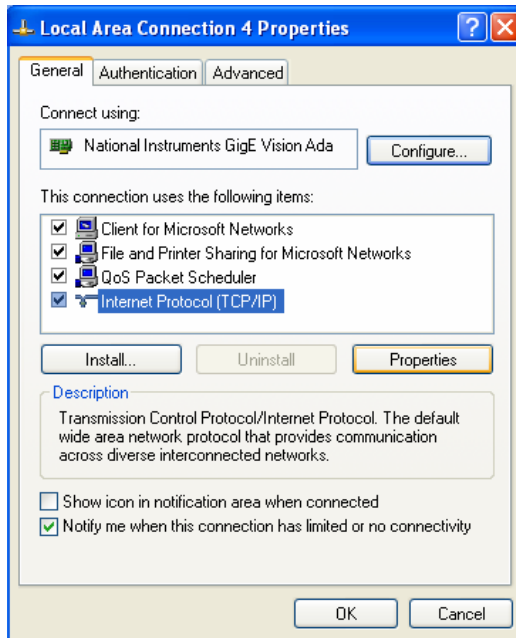 Local Area Connection 4 Properties
General Authentication Advanced
Connect using:
National Instruments GigE Vision Ada
Configure...
This connection uses the following items:
Client for Microsoft Networks
File and Printer Sharing for Microsoft Networks
QoS Packet Scheduler
Internet Protocol (TCP/IP)
Install... Uninstall Properties
Description
Transmission Control Protocol/Internet Protocol. The default
wide area network protocol that provides communication
across diverse interconnected networks.
Show icon in notification area when connected
Notify me when this connection has limited or no connectivity
OK Cancel